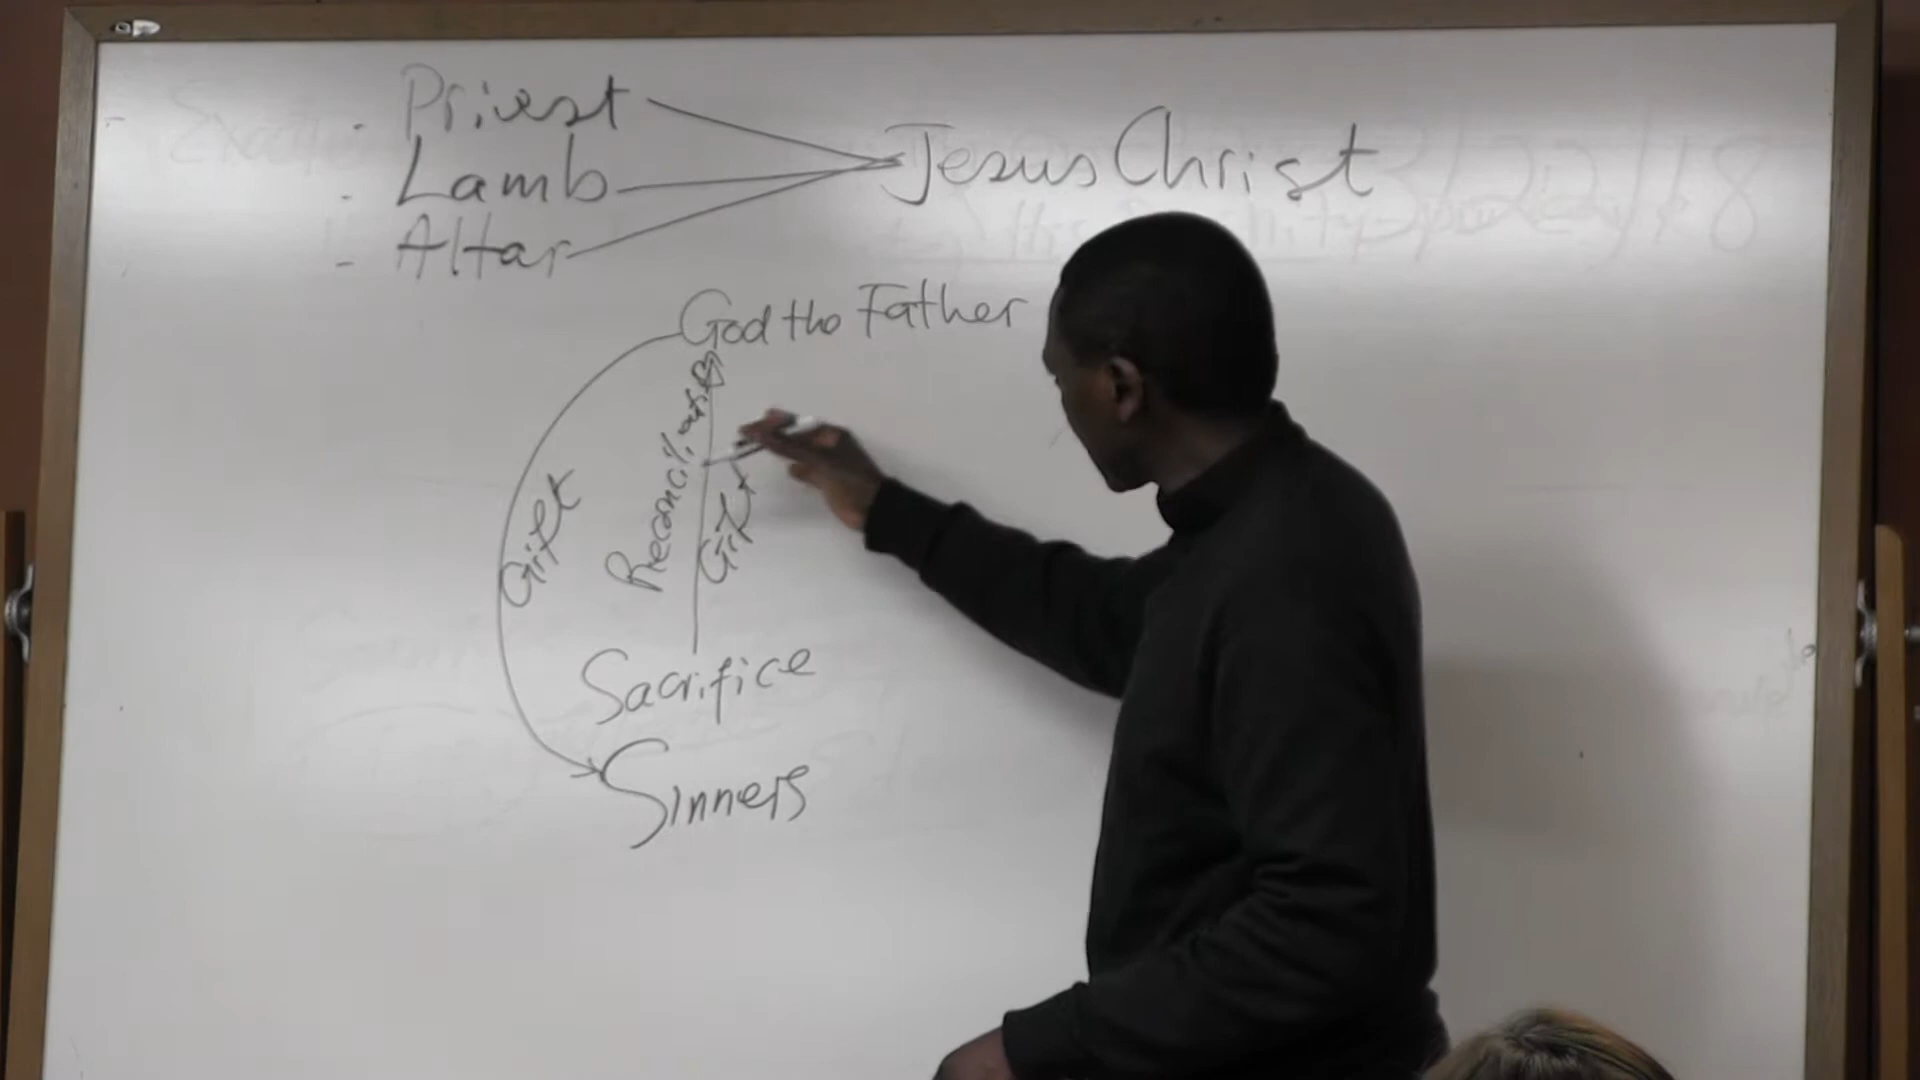 - Priest
- Lamb
- Altar
Jesus Christ
God the Father
Gift
Reconciliation
Gift
Sacrifice
Sinners